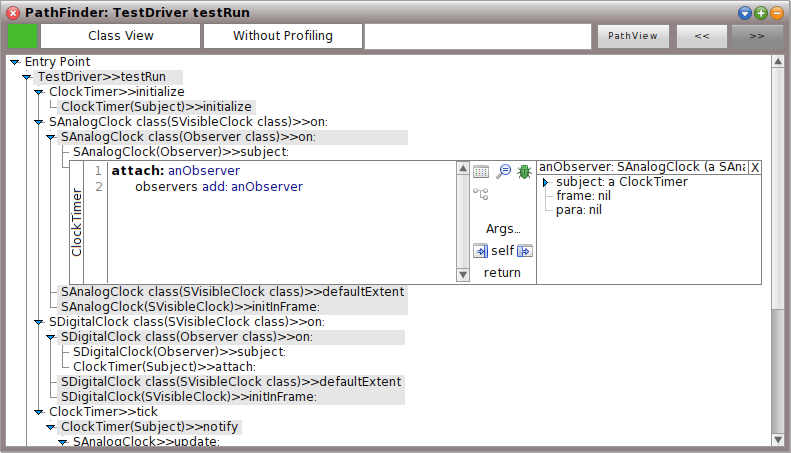 PathFinder: TestDriver testRun
Class View
Without Profiling
PathView
<<
>>
Entry Point
TestDriver>>testRun
ClockTimer>>initialize
ClockTimer(Subject)>>initialize
SAnalogClock class(SVisibleClock class)>>on:
SAnalogClock class(Observer class)>>on:
SAnalogClock(Observer)>>subject:
ClockTimer
1 attach: anObserver
2 observers add: anObserver
Args...
self
return
anObserver: SAnalogClock (a SAna
X
subject: a ClockTimer
frame: nil
para: nil
SAnalogClock class(SVisibleClock class)>>defaultExtent
SAnalogClock(SVisibleClock)>>initInFrame:
SDigitalClock class(SVisibleClock class)>>on:
SDigitalClock class(Observer class)>>on:
SDigitalClock(Observer)>>subject:
ClockTimer(Subject)>>attach:
SDigitalClock class(SVisibleClock class)>>defaultExtent
SDigitalClock(SVisibleClock)>>initInFrame:
ClockTimer>>tick
ClockTimer(Subject)>>notify
SAnalogClock>>update: